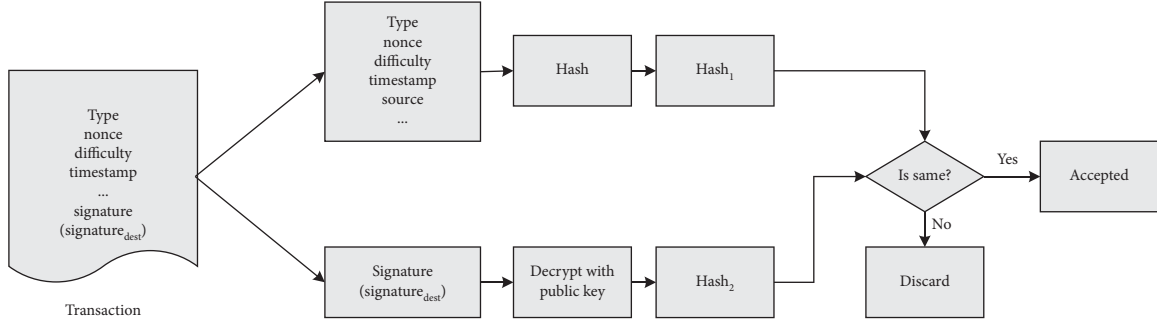 Type
nonce
difficulty
timestamp
...
signature
(signature_dest)
Transaction
Type
nonce
difficulty
timestamp
source
...
Hash
Hash_1
Signature
(signature_dest)
Decrypt with
public key
Hash_2
Is same?
Yes
No
Accepted
Discard